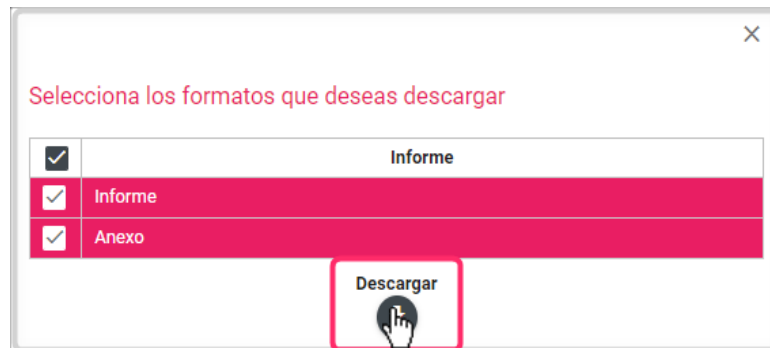 Selecciona los formatos que deseas descargar
Informe
Informe
Anexo
Descargar